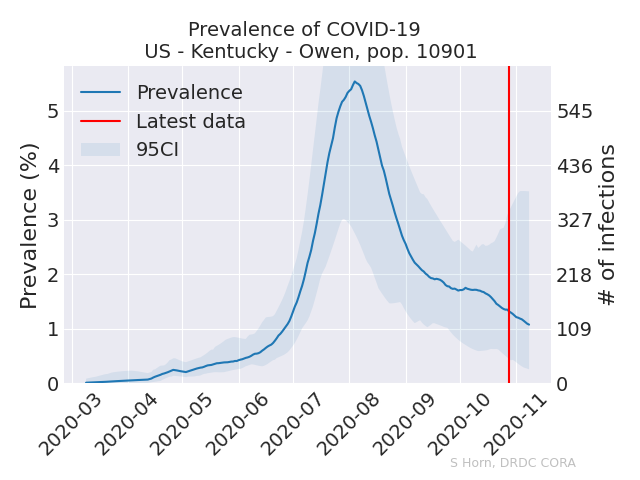 Prevalence of COVID-19
US - Kentucky - Owen, pop. 10901
Prevalence
Latest data
95CI
Prevalence (%)
5
4
3
2
1
0
545
436
327
218
109
0
# of infections
2020-03
2020-04
2020-05
2020-06
2020-07
2020-08
2020-09
2020-10
2020-11
S Horn, DRDC CORA